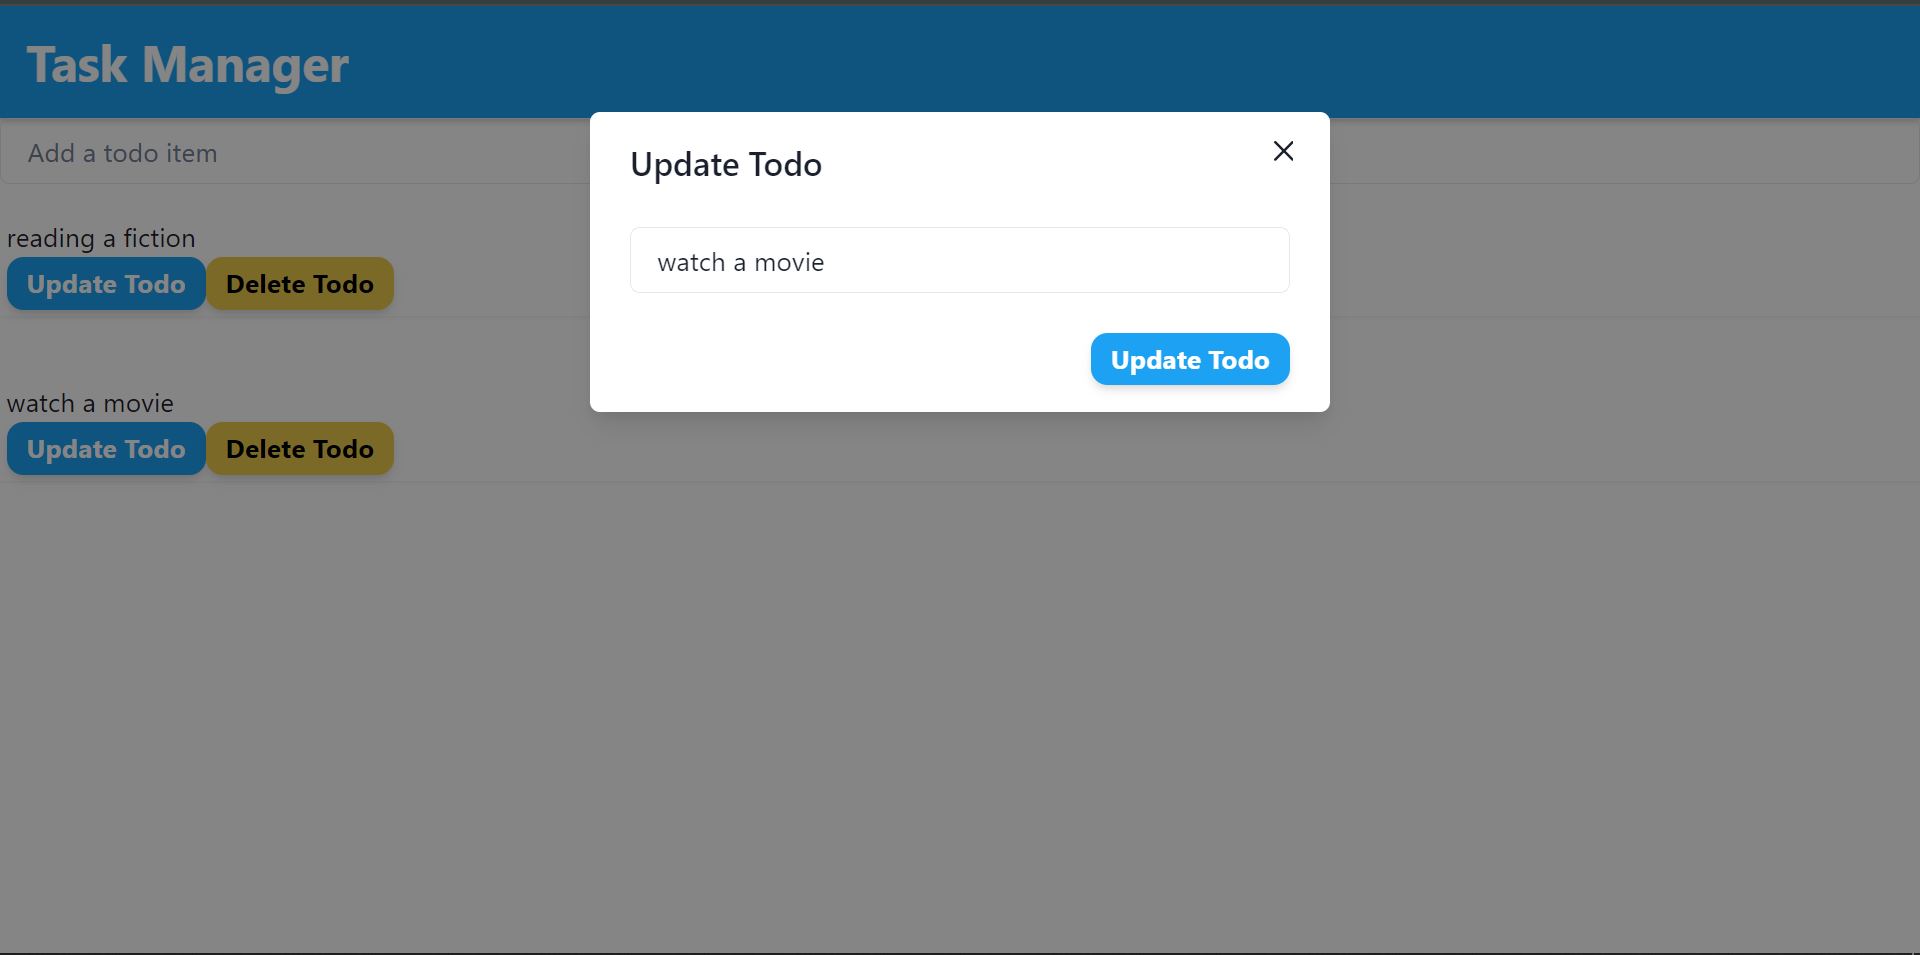 Task Manager
Add a todo item
reading a fiction
Update Todo Delete Todo
watch a movie
Update Todo Delete Todo
Update Todo
watch a movie
Update Todo